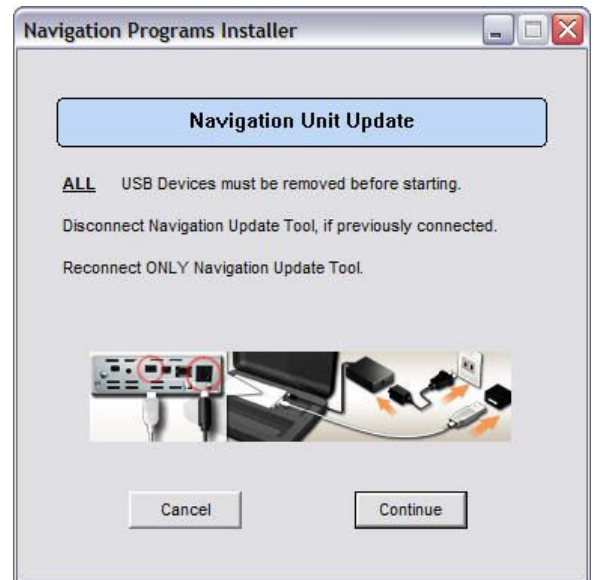 Navigation Programs Installer
Navigation Unit Update
ALL USB Devices must be removed before starting.
Disconnect Navigation Update Tool, if previously connected.
Reconnect ONLY Navigation Update Tool.
Cancel Continue